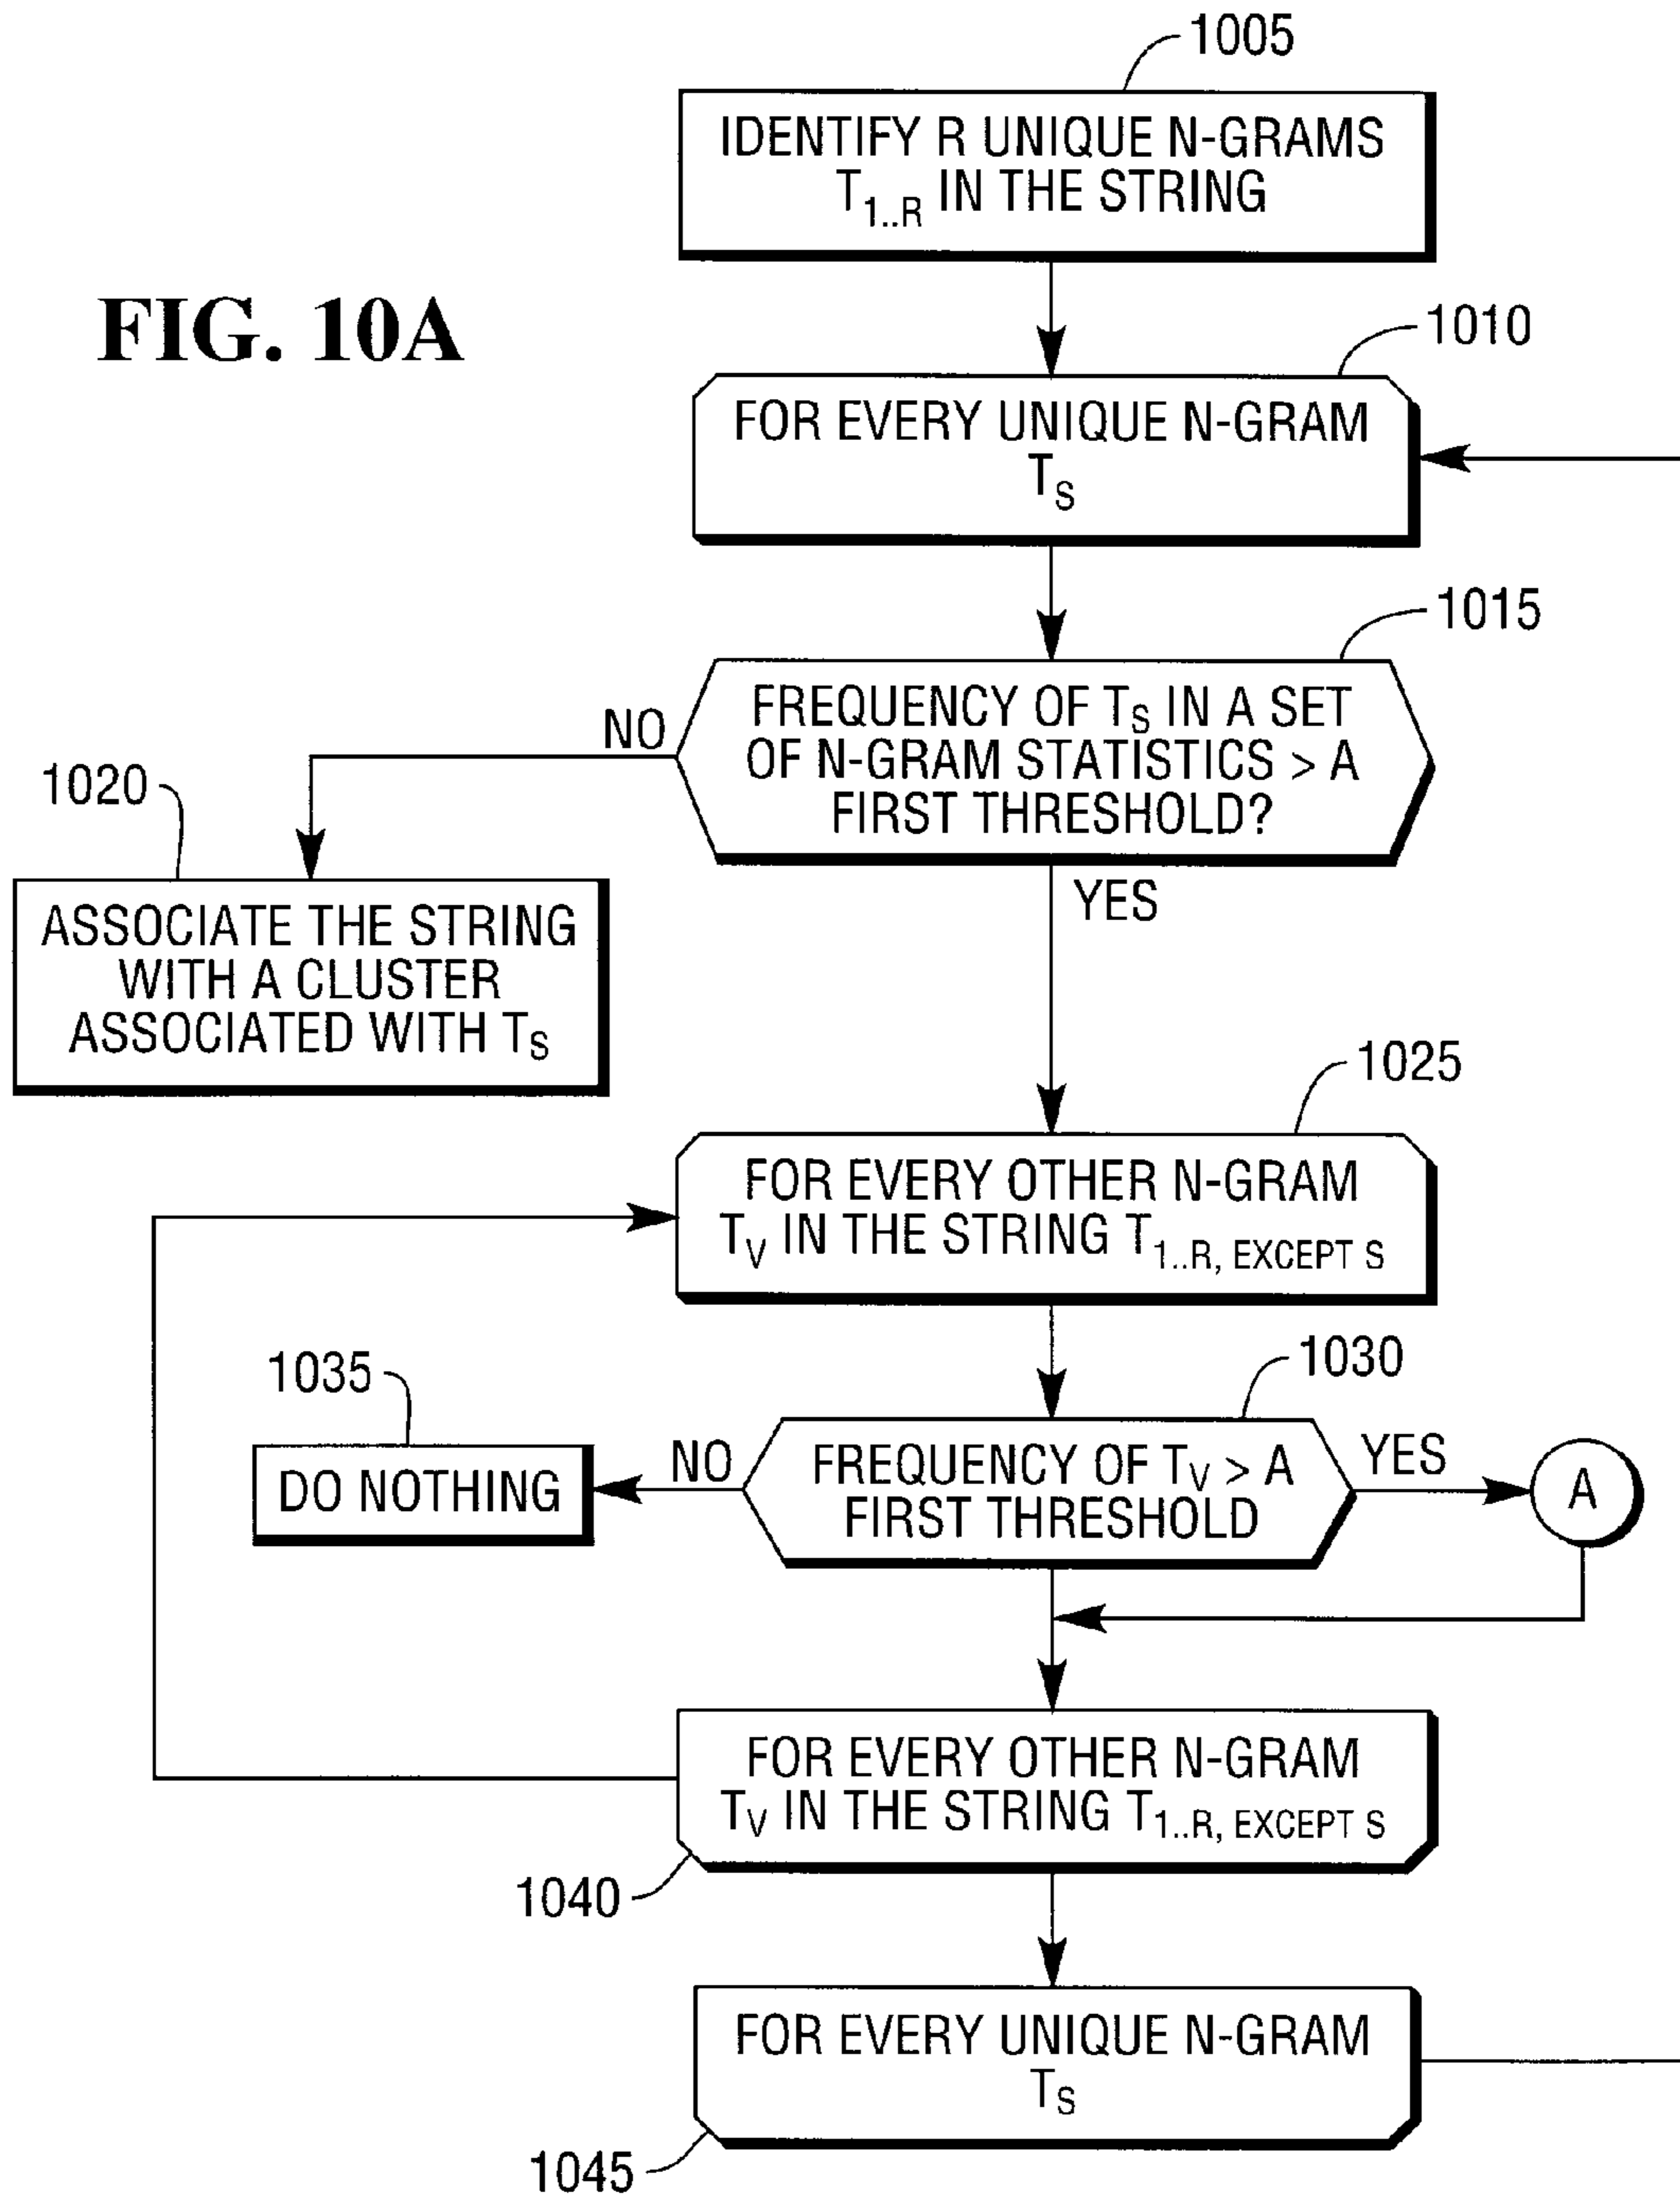 1005
IDENTIFY R UNIQUE N-GRAMS
T1..R IN THE STRING
FIG. 10A
1010
FOR EVERY UNIQUE N-GRAM
TS
1015
FREQUENCY OF TS IN A SET
OF N-GRAM STATISTICS > A
FIRST THRESHOLD?
NO
YES
1020
ASSOCIATE THE STRING
WITH A CLUSTER
ASSOCIATED WITH TS
1025
FOR EVERY OTHER N-GRAM
TV IN THE STRING T1..R, EXCEPT S
1030
FREQUENCY OF TV > A
FIRST THRESHOLD
NO
YES
A
1035
DO NOTHING
FOR EVERY OTHER N-GRAM
TV IN THE STRING T1..R, EXCEPT S
1040
FOR EVERY UNIQUE N-GRAM
TS
1045